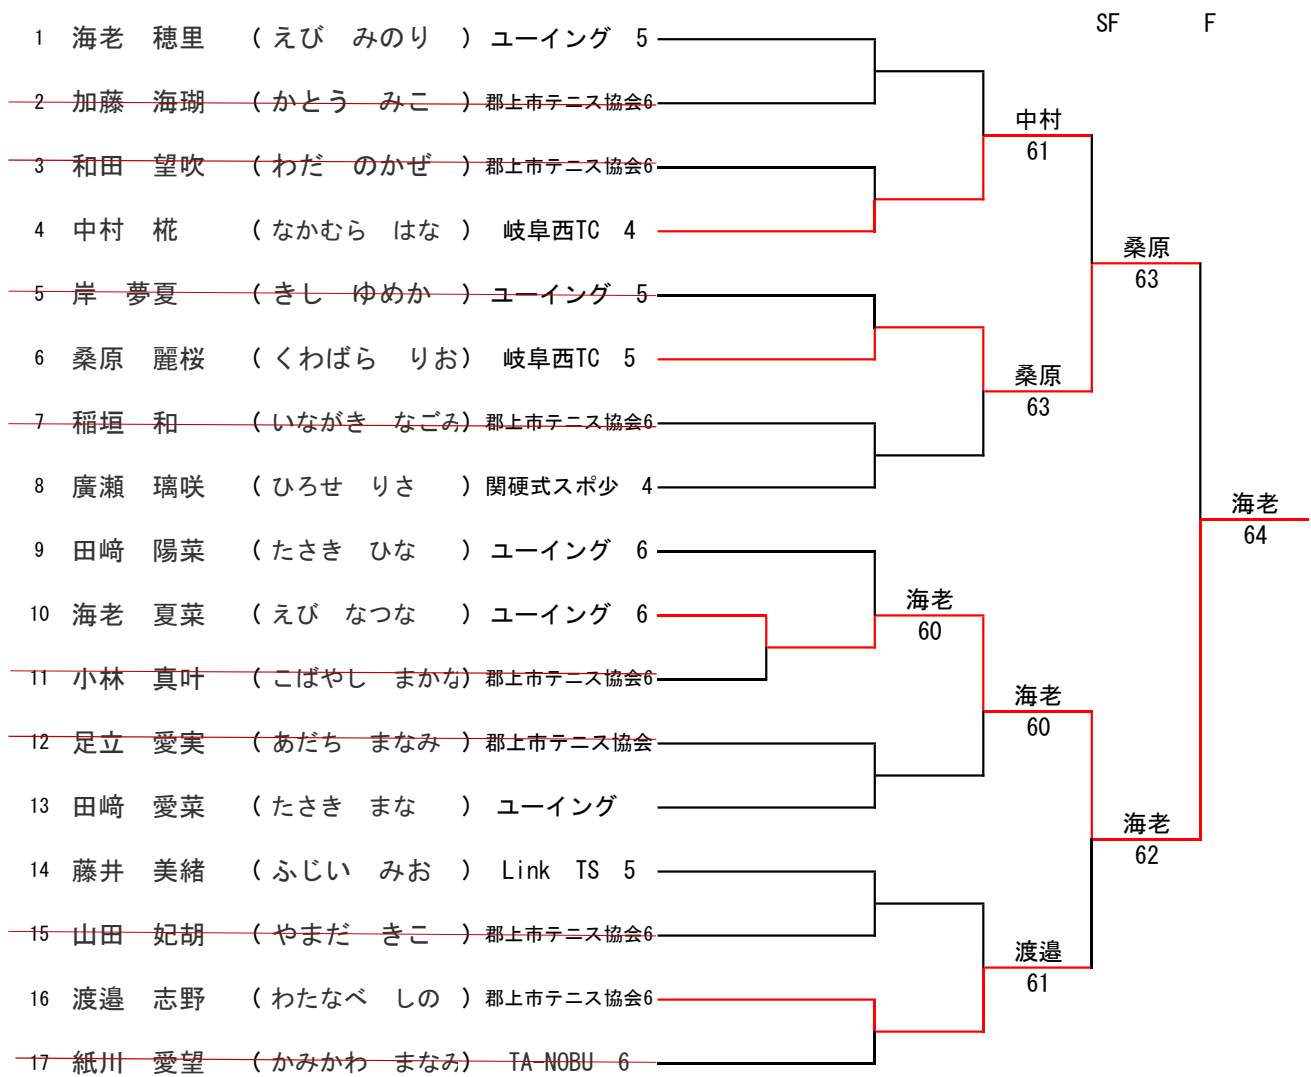 SF F
1 海老 穂里 ( えび みのり ) ユーイング 5
2 加藤 海瑚 ( かとう みこ ) 郡上市テニス協会6
中村
61
3 和田 望吹 ( わだ のかぜ ) 郡上市テニス協会6
4 中村 椛 ( なかむら はな ) 岐阜西TC 4
桑原
63
5 岸 夢夏 ( きし ゆめか ) ユーイング 5
6 桑原 麗桜 ( くわばら りお) 岐阜西TC 5
桑原
63
7 稲垣 和 ( いながき なごみ) 郡上市テニス協会6
8 廣瀬 璃咲 ( ひろせ りさ ) 関硬式スポ少 4
海老
64
9 田﨑 陽菜 ( たさき ひな ) ユーイング 6
10 海老 夏菜 ( えび なつな ) ユーイング 6
海老
60
11 小林 真叶 ( こばやし まかな) 郡上市テニス協会6
海老
60
12 足立 愛実 ( あだち まなみ ) 郡上市テニス協会
13 田﨑 愛菜 ( たさき まな ) ユーイング
海老
62
14 藤井 美緒 ( ふじい みお ) Link TS 5
15 山田 妃胡 ( やまだ きこ ) 郡上市テニス協会6
渡邉
61
16 渡邉 志野 ( わたなべ しの ) 郡上市テニス協会6
17 紙川 愛望 ( かみかわ まなみ) TA-NOBU 6